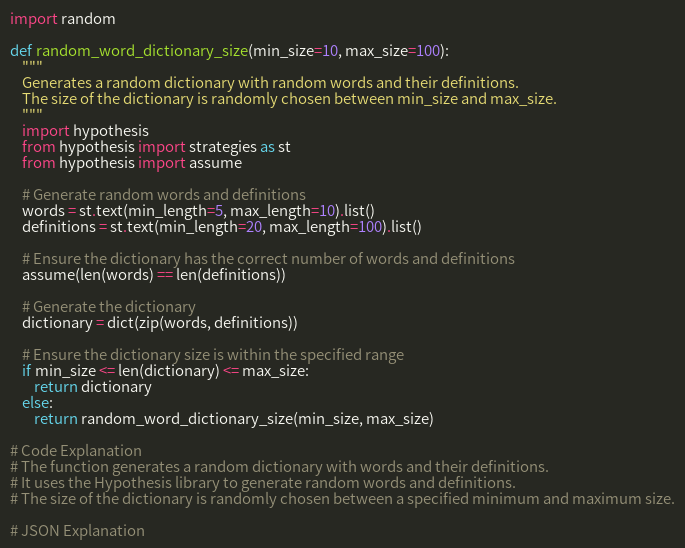 import random

def random_word_dictionary_size(min_size=10, max_size=100):
    """
    Generates a random dictionary with random words and their definitions.
    The size of the dictionary is randomly chosen between min_size and max_size.
    """
    import hypothesis
    from hypothesis import strategies as st
    from hypothesis import assume

    # Generate random words and definitions
    words = st.text(min_length=5, max_length=10).list()
    definitions = st.text(min_length=20, max_length=100).list()

    # Ensure the dictionary has the correct number of words and definitions
    assume(len(words) == len(definitions))

    # Generate the dictionary
    dictionary = dict(zip(words, definitions))

    # Ensure the dictionary size is within the specified range
    if min_size <= len(dictionary) <= max_size:
        return dictionary
    else:
        return random_word_dictionary_size(min_size, max_size)

# Code Explanation
# The function generates a random dictionary with words and their definitions.
# It uses the Hypothesis library to generate random words and definitions.
# The size of the dictionary is randomly chosen between a specified minimum and maximum size.

# JSON Explanation